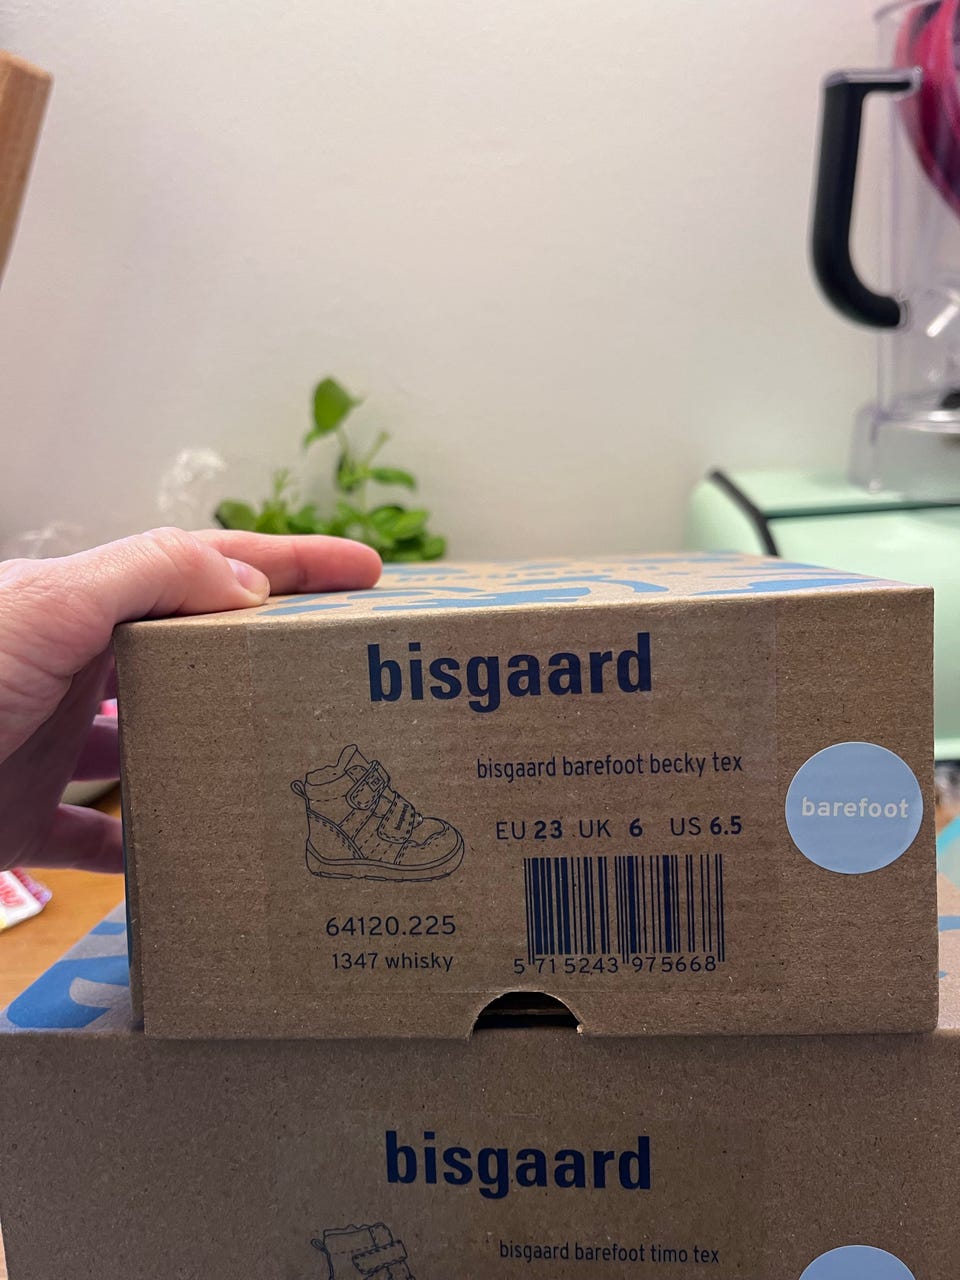 bisgaard
bisgaard barefoot becky tex
barefoot
EU 23 UK 6 US 6.5
64120.225
1347 whisky
5 715243 975668
bisgaard
bisgaard barefoot timo tex